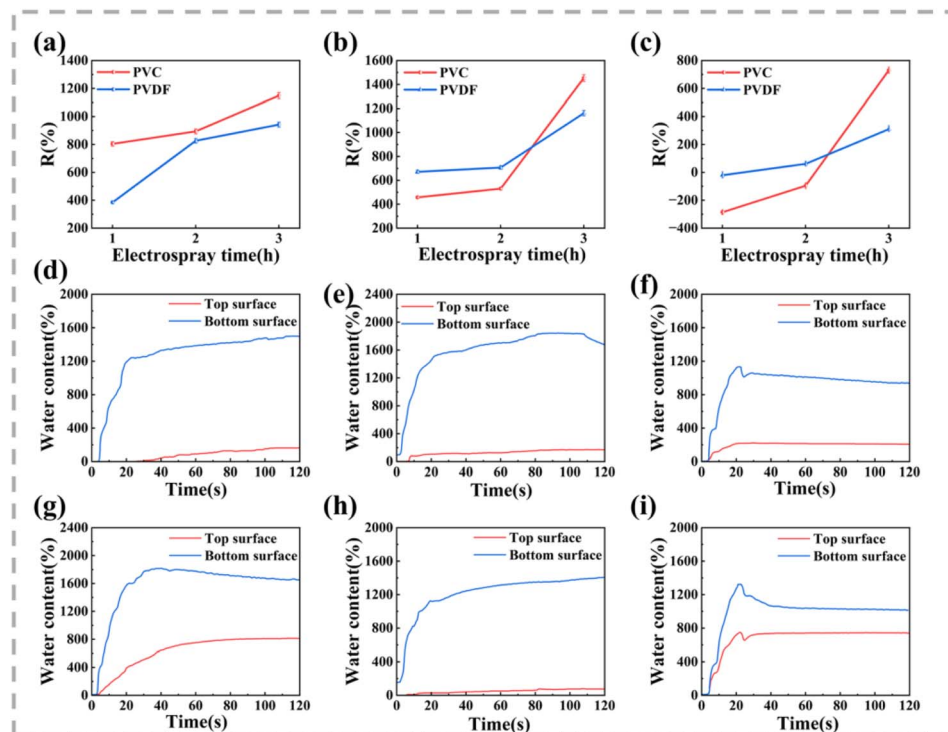 (a)
1400
1200
1000
800
600
400
200
R(%)
PVC
PVDF
1 2 3
Electrospray time(h)
(b)
1600
1400
1200
1000
800
600
400
200
R(%)
PVC
PVDF
1 2 3
Electrospray time(h)
(c)
800
600
400
200
0
−200
−400
R(%)
PVC
PVDF
1 2 3
Electrospray time(h)
(d)
2000
1600
1200
800
400
0
Water content(%)
Top surface
Bottom surface
0 20 40 60 80 100 120
Time(s)
(e)
2400
2000
1600
1200
800
400
0
Water content(%)
Top surface
Bottom surface
0 20 40 60 80 100 120
Time(s)
(f)
2000
1600
1200
800
400
0
Water content(%)
Top surface
Bottom surface
0 20 40 60 80 100 120
Time(s)
(g)
2400
2000
1600
1200
800
400
0
Water content(%)
Top surface
Bottom surface
0 20 40 60 80 100 120
Time(s)
(h)
2000
1600
1200
800
400
0
Water content(%)
Top surface
Bottom surface
0 20 40 60 80 100 120
Time(s)
(i)
2000
1600
1200
800
400
0
Water content(%)
Top surface
Bottom surface
0 20 40 60 80 100 120
Time(s)